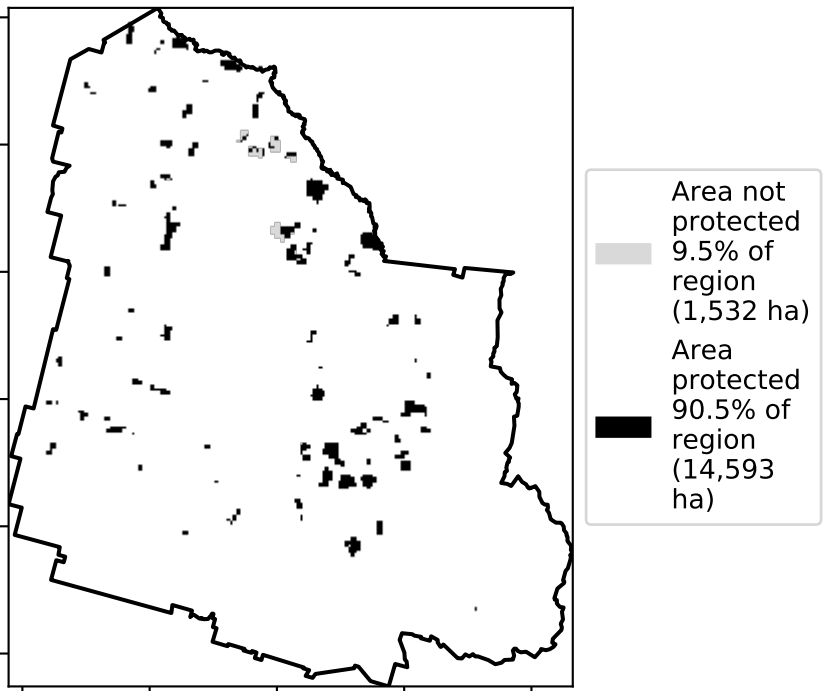 Area not
protected
9.5% of
region
(1,532 ha)
Area
protected
90.5% of
region
(14,593
ha)